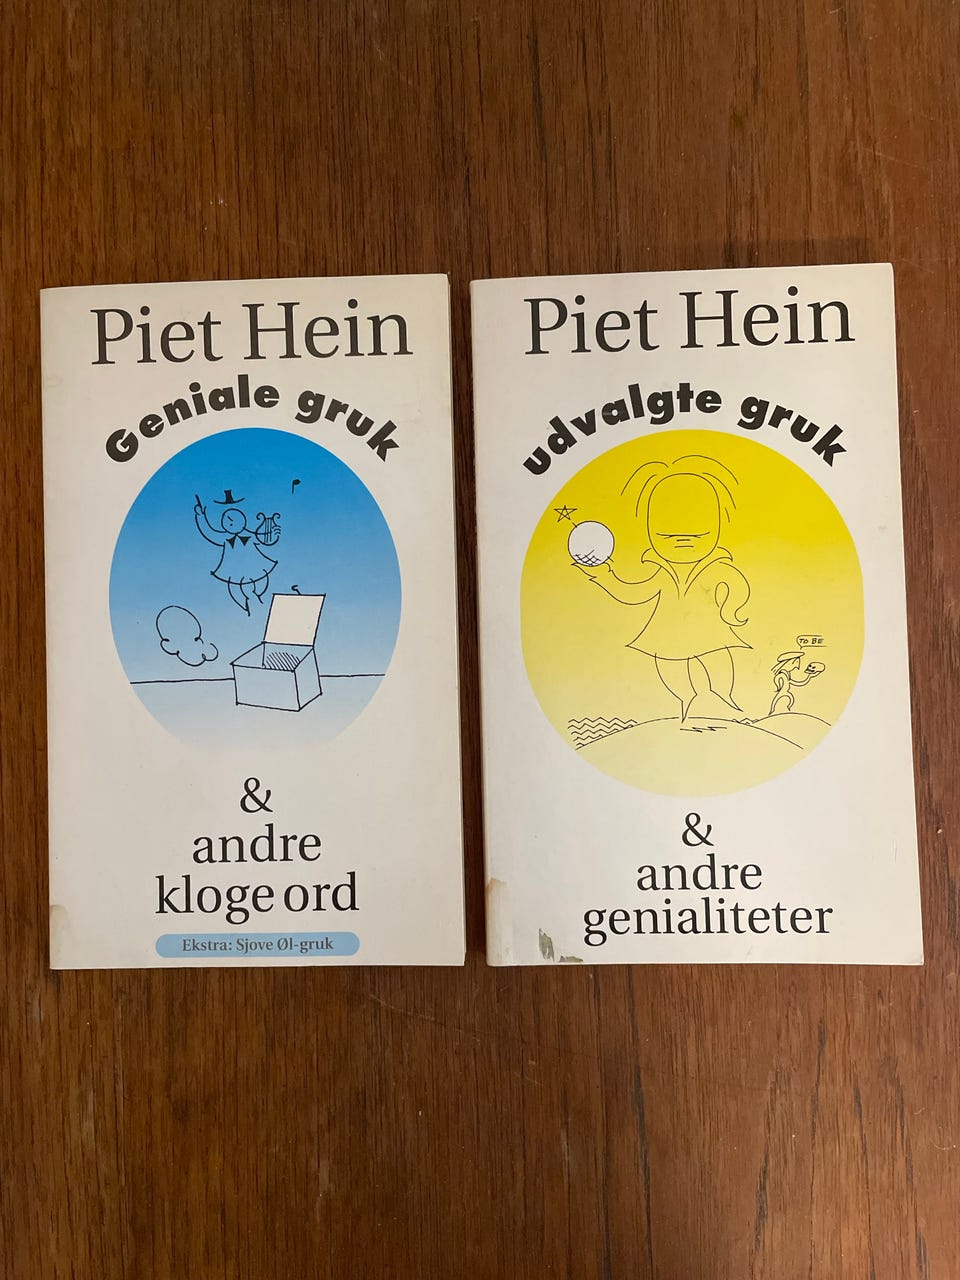 Piet Hein
Geniale gruk
&
andre
kloge ord
Ekstra: Sjove Øl-gruk
Piet Hein
udvalgte gruk
TO BE
&
andre
genialiteter